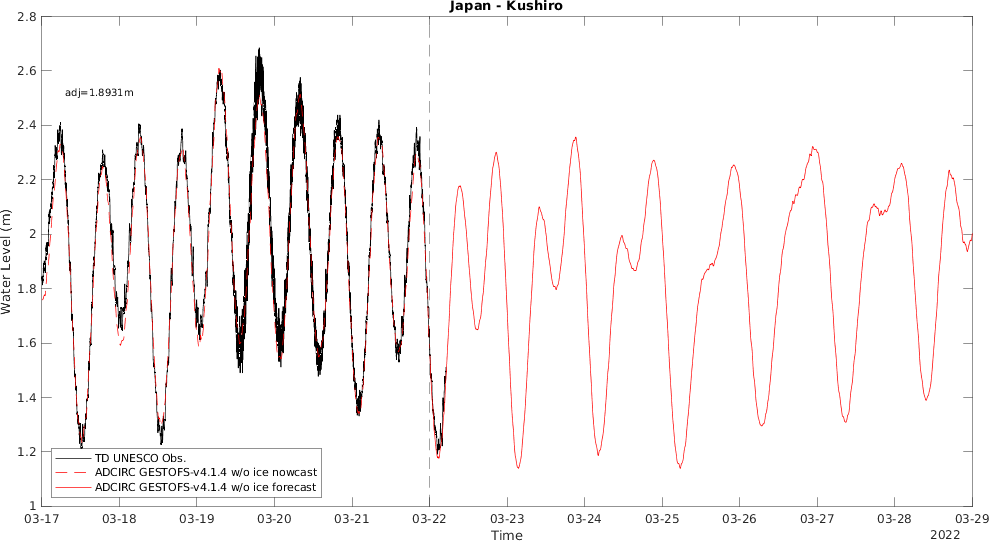 Japan - Kushiro
2.8
2.6
adj=1.8931m
2.4
2.2
2
Water Level (m)
1.8
1.6
1.4
1.2
TD UNESCO Obs.
ADCIRC GESTOFS-v4.1.4 w/o ice nowcast
ADCIRC GESTOFS-v4.1.4 w/o ice forecast
1
03-17 03-18 03-19 03-20 03-21 03-22 03-23 03-24 03-25 03-26 03-27 03-28 03-29
Time
2022